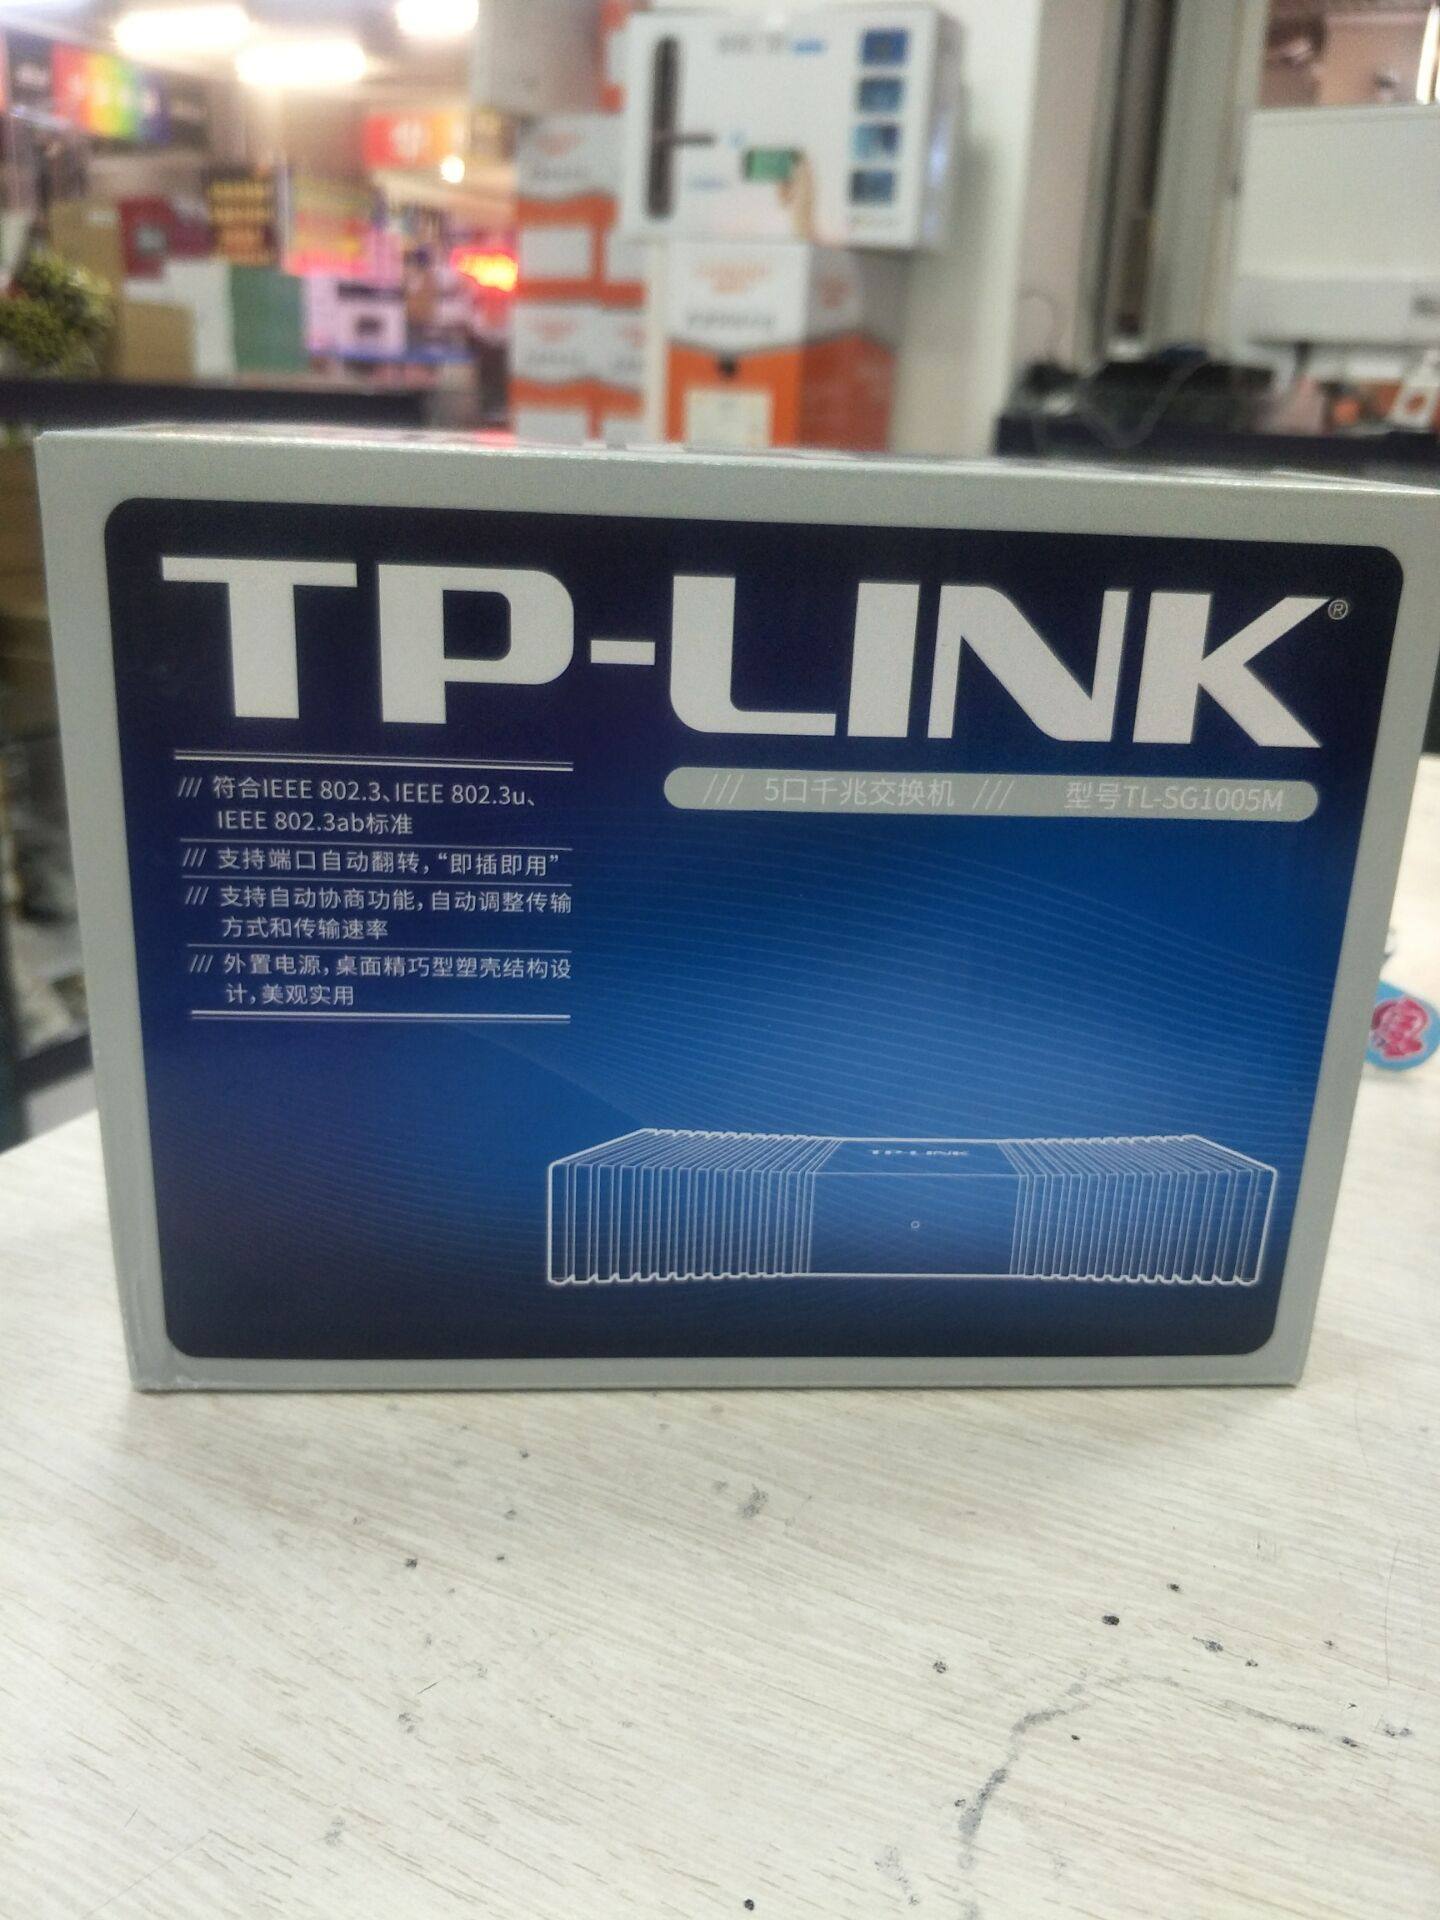 TP-LINK®
/// 5口千兆交换机 /// 型号TL-SG1005M
/// 符合IEEE 802.3、IEEE 802.3u、
IEEE 802.3ab标准
/// 支持端口自动翻转，“即插即用”
/// 支持自动协商功能，自动调整传输
方式和传输速率
/// 外置电源，桌面精巧型塑壳结构设
计，美观实用
TP-LINK